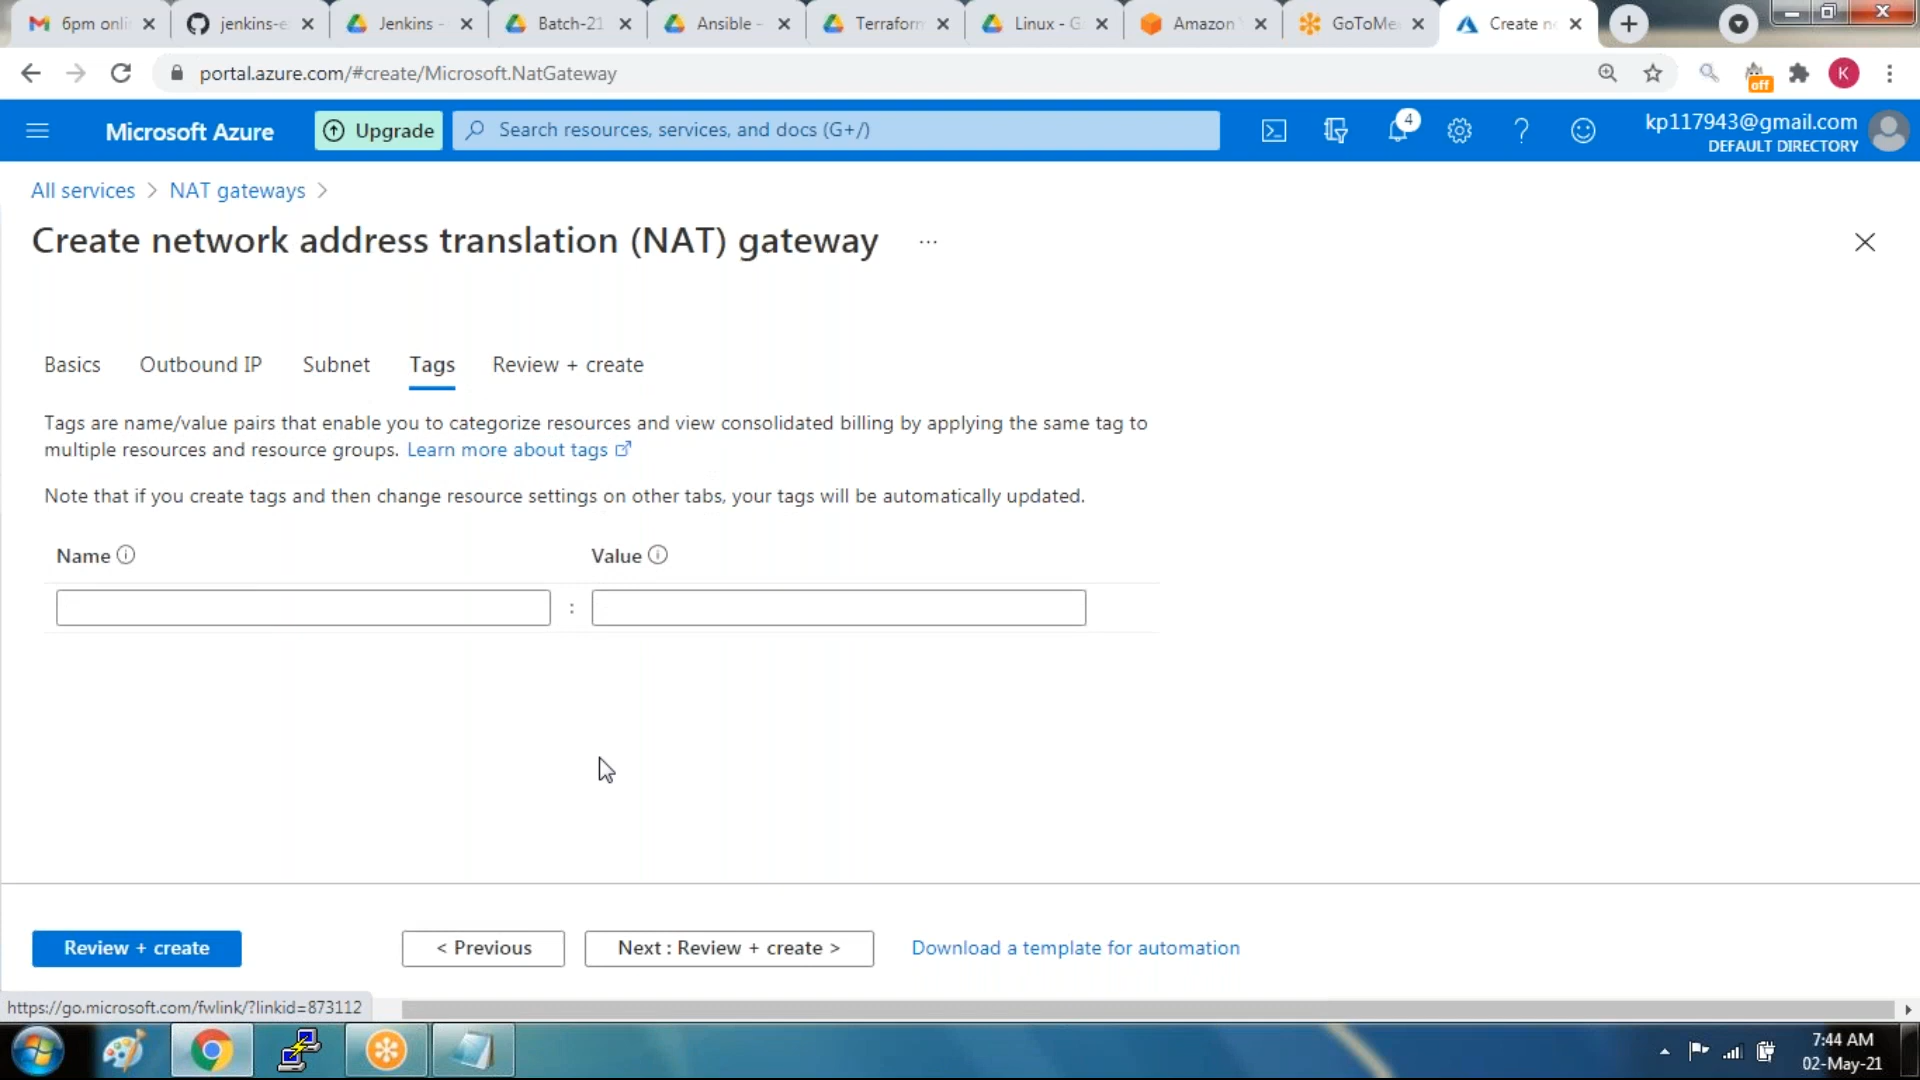 6pm onli
jenkins-e
Jenkins -
Batch-21
Ansible -
Terraform
Linux - G
Amazon
GoToMe
Create n
portal.azure.com/#create/Microsoft.NatGateway
off
K
Microsoft Azure
Upgrade
Search resources, services, and docs (G+/)
4
kp117943@gmail.com
DEFAULT DIRECTORY
All services > NAT gateways >
Create network address translation (NAT) gateway ...
Basics Outbound IP Subnet Tags Review + create
Tags are name/value pairs that enable you to categorize resources and view consolidated billing by applying the same tag to
multiple resources and resource groups. Learn more about tags
Note that if you create tags and then change resource settings on other tabs, your tags will be automatically updated.
Name Value
:
Review + create < Previous Next : Review + create > Download a template for automation
https://go.microsoft.com/fwlink/?linkid=873112
7:44 AM
02-May-21